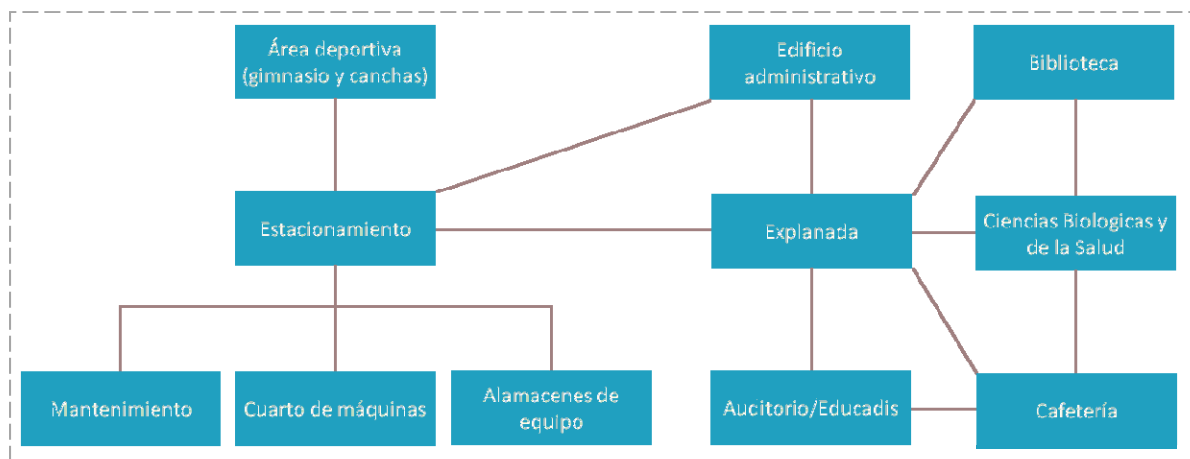 Área deportiva
(gimnasio y canchas)
Edificio
administrativo
Biblioteca
Estacionamiento
Explanada
Ciencias Biologicas y
de la Salud
Mantenimiento
Cuarto de máquinas
Alamacenes de
equipo
Aucitorio/Educadis
Cafetería